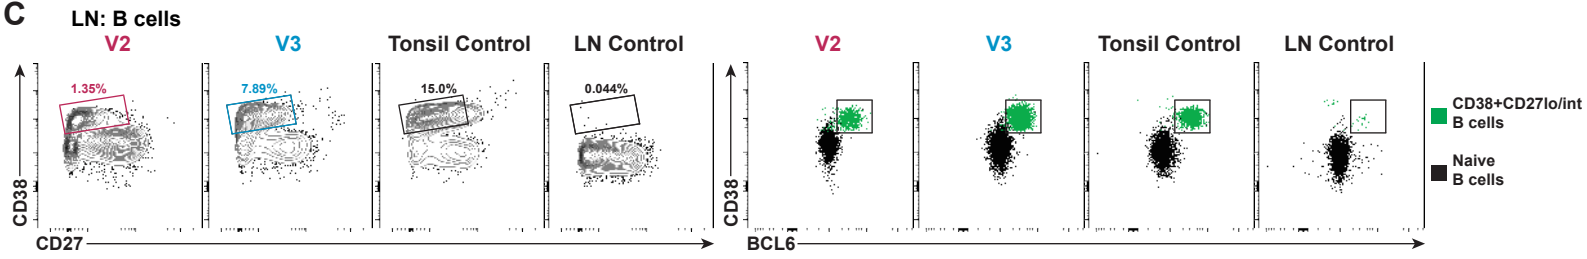 C
LN: B cells
V2
V3
Tonsil Control
LN Control
1.35%
7.89%
15.0%
0.044%
CD38
CD27
V2
V3
Tonsil Control
LN Control
CD38
BCL6
CD38+CD27lo/int
B cells
Naive
B cells